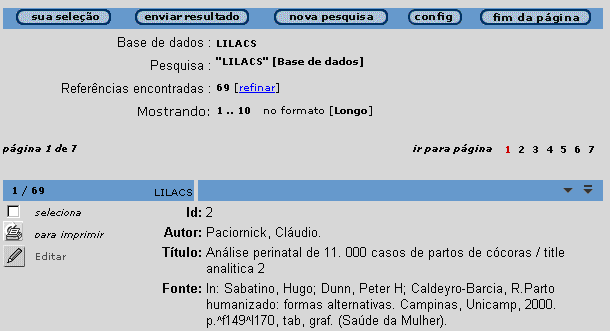 sua seleção enviar resultado nova pesquisa config fim da página
Base de dados : LILACS
Pesquisa : "LILACS" [Base de dados]
Referências encontradas : 69 [refinar]
Mostrando: 1 .. 10 no formato [Longo]
página 1 de 7 ir para página 1 2 3 4 5 6 7
1 / 69 LILACS
seleciona Id: 2
para imprimir Autor: Paciornick, Cláudio.
Editar Título: Análise perinatal de 11. 000 casos de partos de cócoras / title
analitica 2
Fonte: In: Sabatino, Hugo; Dunn, Peter H; Caldeyro-Barcia, R.Parto
humanizado: formas alternativas. Campinas, Unicamp, 2000.
p.^f149^l170, tab, graf. (Saúde da Mulher).